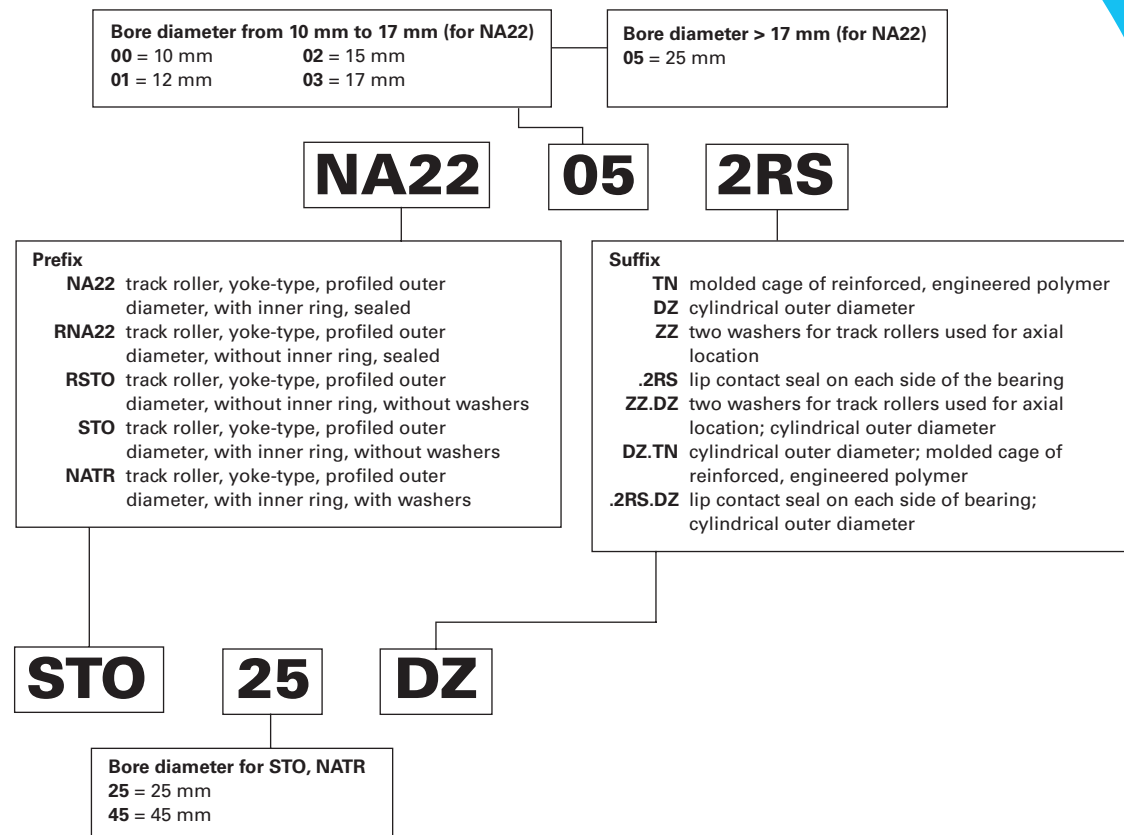 Bore diameter from 10 mm to 17 mm (for NA22)
00 = 10 mm 02 = 15 mm
01 = 12 mm 03 = 17 mm
Bore diameter > 17 mm (for NA22)
05 = 25 mm
NA22 05 2RS
Prefix
NA22 track roller, yoke-type, profiled outer
diameter, with inner ring, sealed
RNA22 track roller, yoke-type, profiled outer
diameter, without inner ring, sealed
RSTO track roller, yoke-type, profiled outer
diameter, without inner ring, without washers
STO track roller, yoke-type, profiled outer
diameter, with inner ring, without washers
NATR track roller, yoke-type, profiled outer
diameter, with inner ring, with washers
Suffix
TN molded cage of reinforced, engineered polymer
DZ cylindrical outer diameter
ZZ two washers for track rollers used for axial
location
.2RS lip contact seal on each side of the bearing
ZZ.DZ two washers for track rollers used for axial
location; cylindrical outer diameter
DZ.TN cylindrical outer diameter; molded cage of
reinforced, engineered polymer
.2RS.DZ lip contact seal on each side of bearing;
cylindrical outer diameter
STO 25 DZ
Bore diameter for STO, NATR
25 = 25 mm
45 = 45 mm